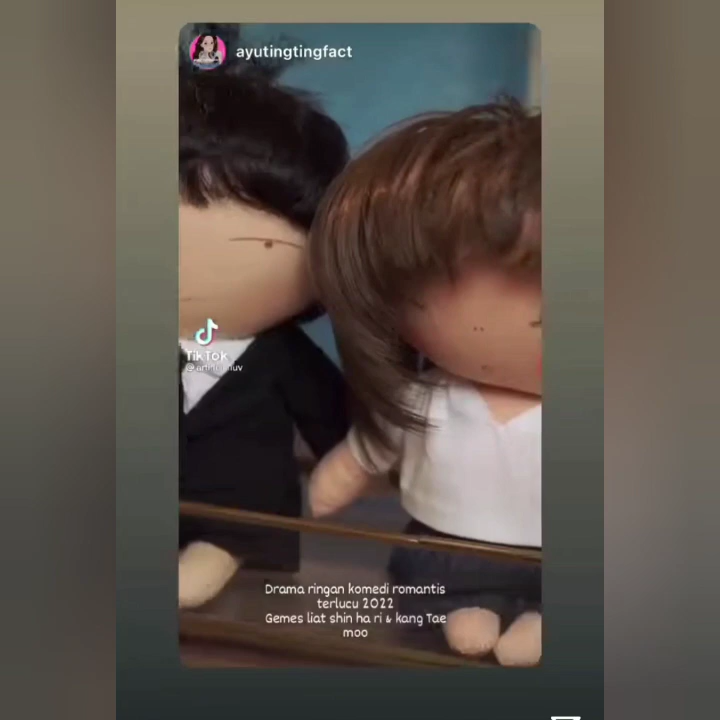 ayutingtingfact
TikTok
Drama ringan komedi romantis
terlucu 2022
Gemes liat shin ha ri & kang Tae
moo